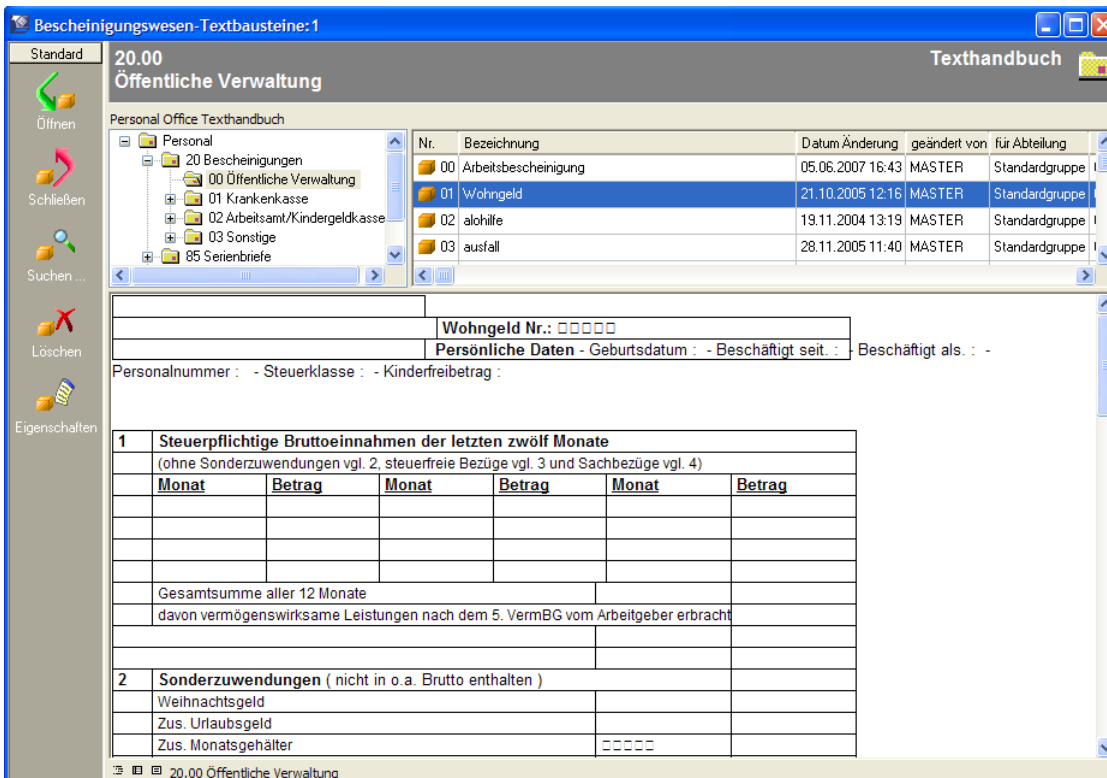 Bescheinigungswesen-Textbausteine:1
Standard
Öffnen
Schließen
Suchen ...
Löschen
Eigenschaften
20.00
Öffentliche Verwaltung
Texthandbuch
Personal Office Texthandbuch
Personal
20 Bescheinigungen
00 Öffentliche Verwaltung
01 Krankenkasse
02 Arbeitsamt/Kindergeldkasse
03 Sonstige
85 Serienbriefe
Nr. Bezeichnung Datum Änderung geändert von für Abteilung
00 Arbeitsbescheinigung 05.06.2007 16:43 MASTER Standardgruppe
01 Wohngeld 21.10.2005 12:16 MASTER Standardgruppe
02 alohilfe 19.11.2004 13:19 MASTER Standardgruppe
03 ausfall 28.11.2005 11:40 MASTER Standardgruppe
Wohngeld Nr.: □□□□□
Persönliche Daten - Geburtsdatum : - Beschäftigt seit. : - Beschäftigt als. : -
Personalnummer : - Steuerklasse : - Kinderfreibetrag :
1 Steuerpflichtige Bruttoeinnahmen der letzten zwölf Monate
(ohne Sonderzuwendungen vgl. 2, steuerfreie Bezüge vgl. 3 und Sachbezüge vgl. 4)
Monat Betrag Monat Betrag Monat Betrag
Gesamtsumme aller 12 Monate
davon vermögenswirksame Leistungen nach dem 5. VermBG vom Arbeitgeber erbracht
2 Sonderzuwendungen ( nicht in o.a. Brutto enthalten )
Weihnachtsgeld
Zus. Urlaubsgeld
Zus. Monatsgehälter □□□□□
20.00 Öffentliche Verwaltung